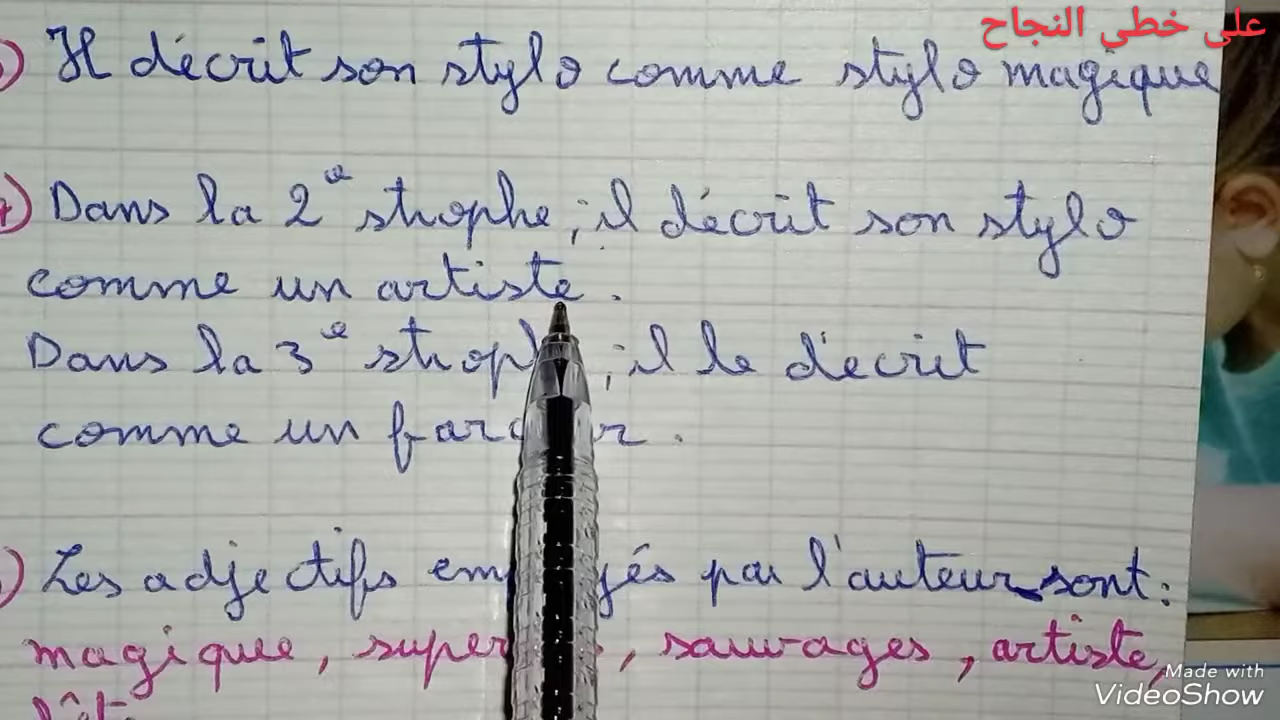 على خطي النجاح
) Il décrit son stylo comme stylo magique
) Dans la 2e strophe, il décrit son stylo
comme un artiste.
Dans la 3e , il le décrit
comme un .
) Les adjectifs par l'auteur sont :
magique, , sauvages, artiste,
Made with
VideoShow